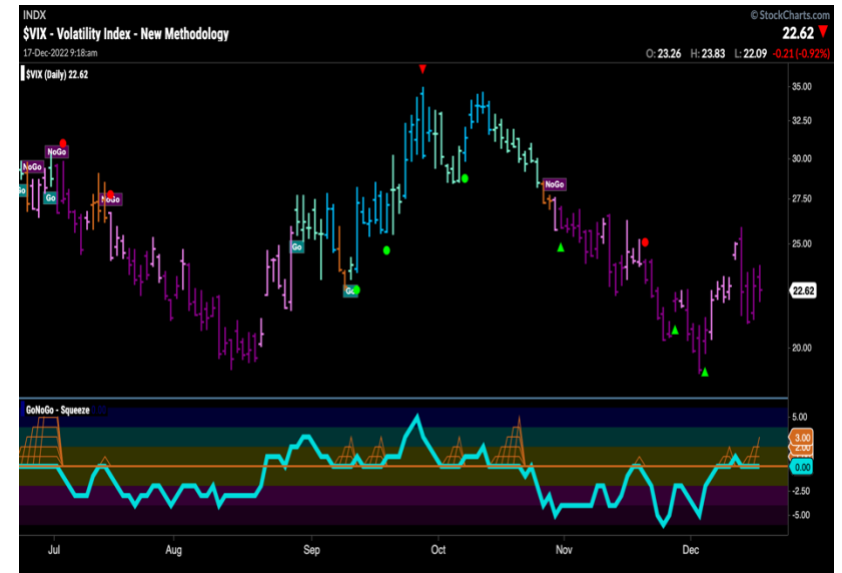 INDX
© StockCharts.com
$VIX - Volatility Index - New Methodology
22.62
17-Dec-2022 9:18am
O: 23.26 H: 23.83 L: 22.09 -0.21 (-0.92%)
$VIX (Daily) 22.62
35.00
32.50
NoGo
30.00
NoGo
Go
NoGo
NoGo
27.50
Go
25.00
Go
22.62
20.00
GoNoGo - Squeeze
5.00
3.00
2.00
0.00
-2.50
-5.00
Jul Aug Sep Oct Nov Dec